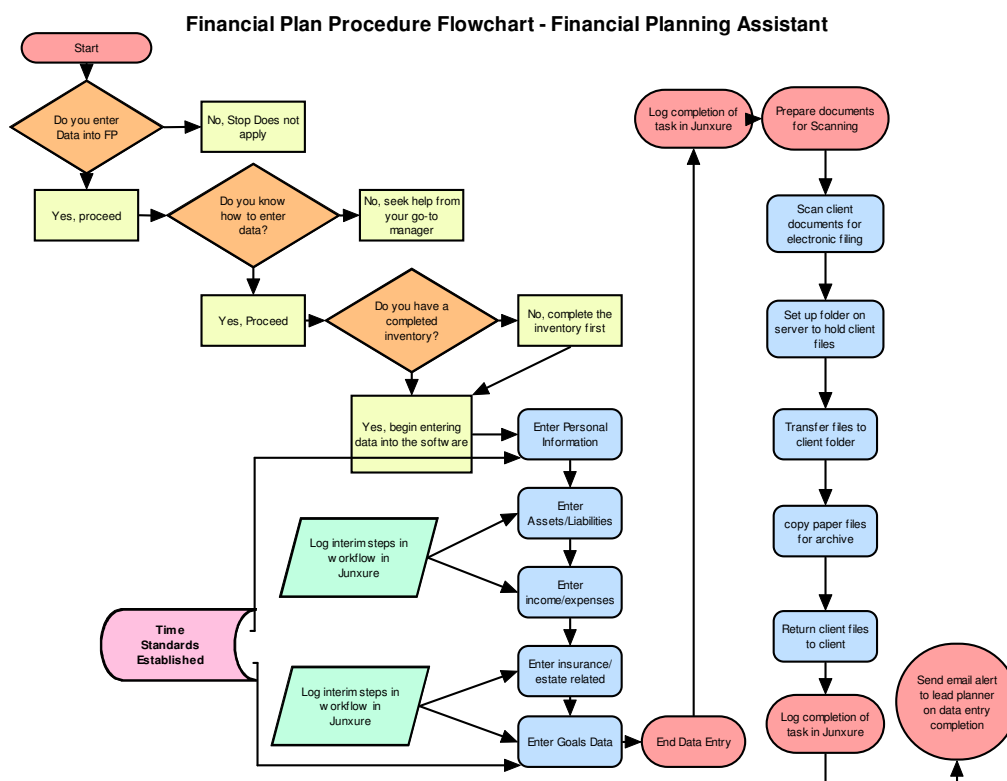 Financial Plan Procedure Flowchart - Financial Planning Assistant
Start
Do you enter
Data into FP
No, Stop Does not
apply
Yes, proceed
Do you know
how to enter
data?
No, seek help from
your go-to
manager
Yes, Proceed
Do you have a
completed
inventory?
No, complete the
inventory first
Yes, begin entering
data into the software
Enter Personal
Information
Enter
Assets/Liabilities
Log interim steps in
workflow in
Junxure
Enter
income/expenses
Time
Standards
Established
Enter insurance/
estate related
Log interim steps in
workflow in
Junxure
Enter Goals Data
End Data Entry
Log completion of
task in Junxure
Prepare documents
for Scanning
Scan client
documents for
electronic filing
Set up folder on
server to hold client
files
Transfer files to
client folder
copy paper files
for archive
Return client files
to client
Log completion of
task in Junxure
Send email alert
to lead planner
on data entry
completion